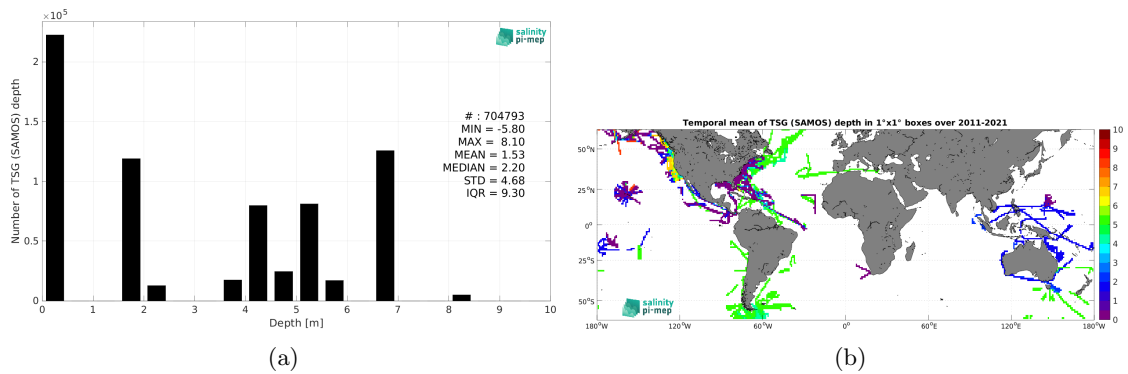 ×10⁵
2
1.5
1
0.5
0
Number of TSG (SAMOS) depth
salinity
pi-mep
# : 704793
MIN = -5.80
MAX = 8.10
MEAN = 1.53
MEDIAN = 2.20
STD = 4.68
IQR = 9.30
0 1 2 3 4 5 6 7 8 9 10
Depth [m]
(a)
Temporal mean of TSG (SAMOS) depth in 1°x1° boxes over 2011-2021
50°N
25°N
0°
25°S
50°S
salinity
pi-mep
180°W 120°W 60°W 0° 60°E 120°E 180°E
10
9
8
7
6
5
4
3
2
1
0
(b)